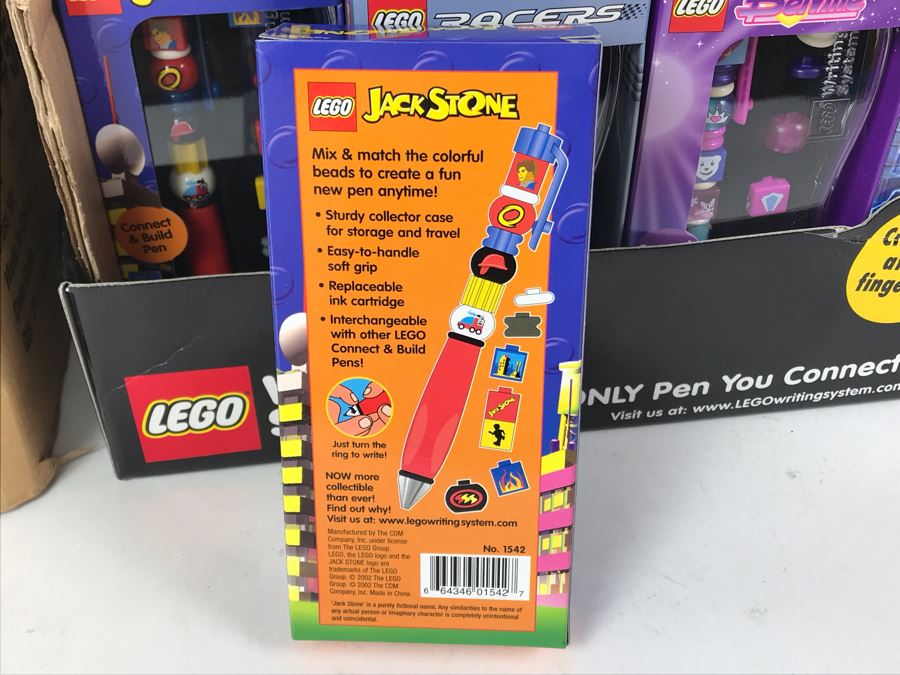 LEGO
RACERS
LEGO
Connect
& Build
Pen
LEGO Writing System
LEGO JACK STONE
Mix & match the colorful
beads to create a fun
new pen anytime!
• Sturdy collector case
for storage and travel
• Easy-to-handle
soft grip
• Replaceable
ink cartridge
• Interchangeable
with other LEGO
Connect & Build
Pens!
JACK STONE
Just turn the
ring to write!
NOW more
collectible
than ever!
Find out why!
Visit us at: www.legowritingsystem.com
Manufactured by The CDM
Company, Inc. under license
from The LEGO Group.
LEGO, the LEGO logo and the
JACK STONE logo are
trademarks of The LEGO
Group. © 2002 The LEGO
Group © 2002 The CDM
Company, Inc. Made in China.
No. 1542
6 64346 01542 7
'Jack Stone' is a purely fictional name. Any similarities to the name of
any actual person or imaginary character is completely unintentional
and coincidental.
LEGO
ONLY Pen You Connect
Visit us at: www.LEGOwritingsystem.com